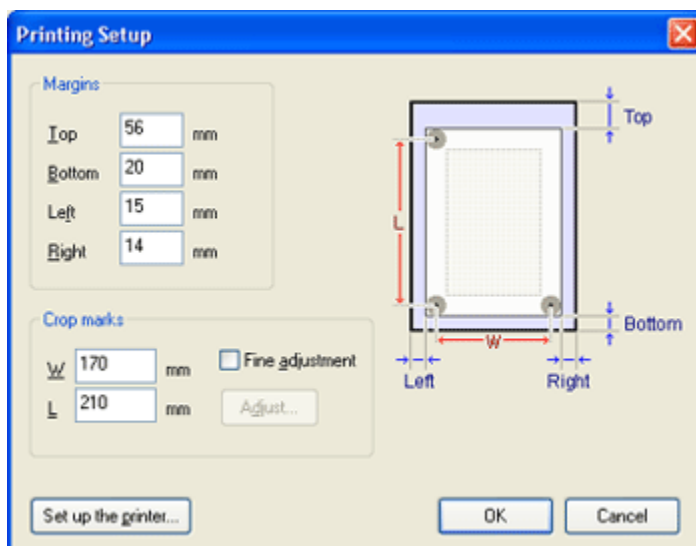 Printing Setup
Margins
Top 56 mm
Bottom 20 mm
Left 15 mm
Right 14 mm
Crop marks
W 170 mm
L 210 mm
Fine adjustment
Adjust...
Top
L
W
Bottom
Left
Right
Set up the printer...
OK
Cancel